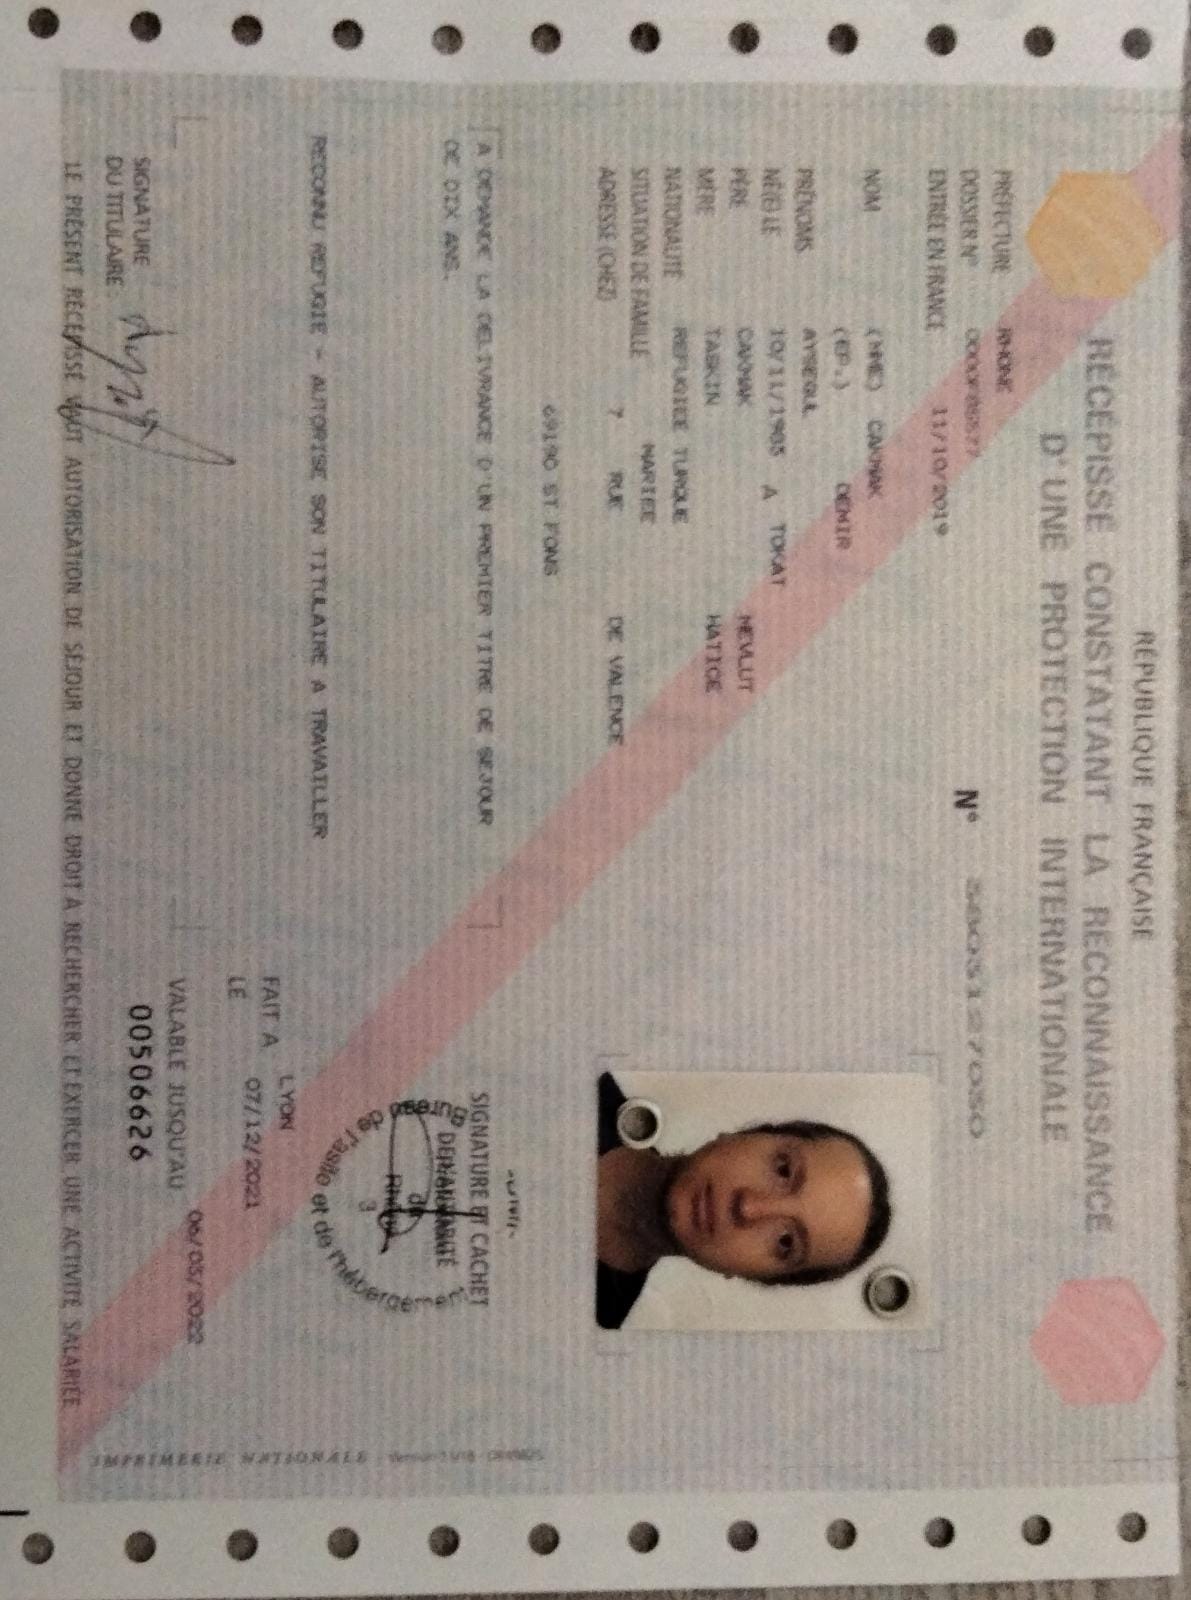 RÉPUBLIQUE FRANÇAISE
RÉCÉPISSÉ CONSTATANT LA RECONNAISSANCE
D'UNE PROTECTION INTERNATIONALE
PRÉFECTURE RHONE
DOSSIER N°
N°
ENTRÉE EN FRANCE 11/10/2019
NOM (MME) CAKMAK
(EP.) DEMIR
PRÉNOMS AYSEGUL
NÉ(E) LE 10/11/1985 A TOKAT
PÈRE CAKMAK MEVLUT
MÈRE TASKIN HATICE
NATIONALITÉ REFUGIEE TURQUE
SITUATION DE FAMILLE MARIEE
ADRESSE (CHEZ) 7 RUE DE VALENCE
69190 ST FONS
A DEMANDE LA DELIVRANCE D'UN PREMIER TITRE DE SEJOUR
DE DIX ANS.
SIGNATURE ET CACHET
DE L'AUTORITÉ
du
Rhône
3
Bureau de l'asile et de l'hébergement
RECONNU REFUGIE - AUTORISE SON TITULAIRE A TRAVAILLER
FAIT A LYON
LE 07/12/2021
VALABLE JUSQU'AU 06/03/2022
00506626
SIGNATURE
DU TITULAIRE
LE PRÉSENT RÉCÉPISSÉ VAUT AUTORISATION DE SÉJOUR ET DONNE DROIT A RECHERCHER ET EXERCER UNE ACTIVITÉ SALARIÉE
IMPRIMERIE NATIONALE